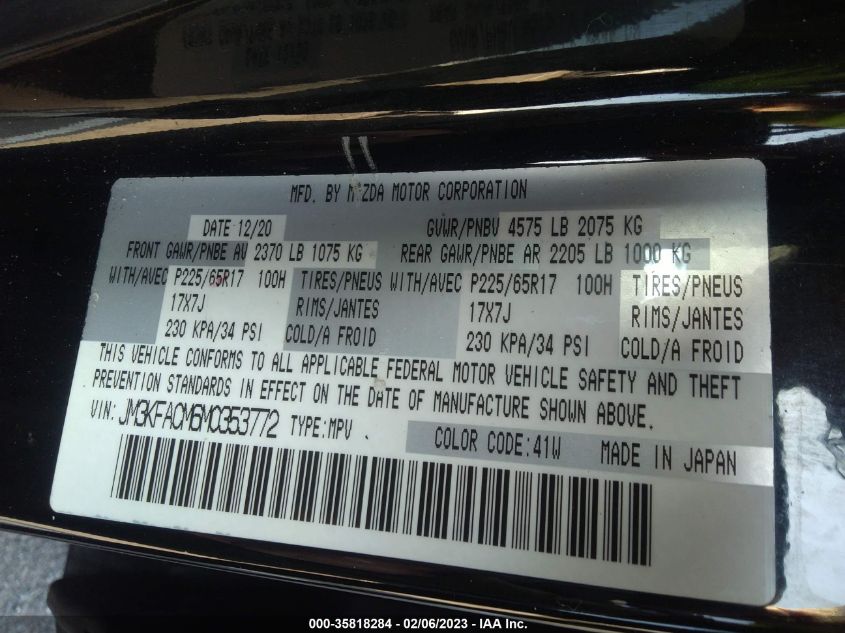 MFD. BY MAZDA MOTOR CORPORATION
DATE 12/20 GVWR/PNBV 4575 LB 2075 KG
FRONT GAWR/PNBE AV 2370 LB 1075 KG REAR GAWR/PNBE AR 2205 LB 1000 KG
WITH/AVEC P225/65R17 100H TIRES/PNEUS WITH/AVEC P225/65R17 100H TIRES/PNEUS
17X7J RIMS/JANTES 17X7J RIMS/JANTES
230 KPA/34 PSI COLD/A FROID 230 KPA/34 PSI COLD/A FROID
THIS VEHICLE CONFORMS TO ALL APPLICABLE FEDERAL MOTOR VEHICLE SAFETY AND THEFT
PREVENTION STANDARDS IN EFFECT ON THE DATE OF MANUFACTURE SHOWN ABOVE.
VIN: JM3KFACM6M0353772 TYPE:MPV .
COLOR CODE:41W MADE IN JAPAN
000-35818284 - 02/06/2023 - IAA Inc.